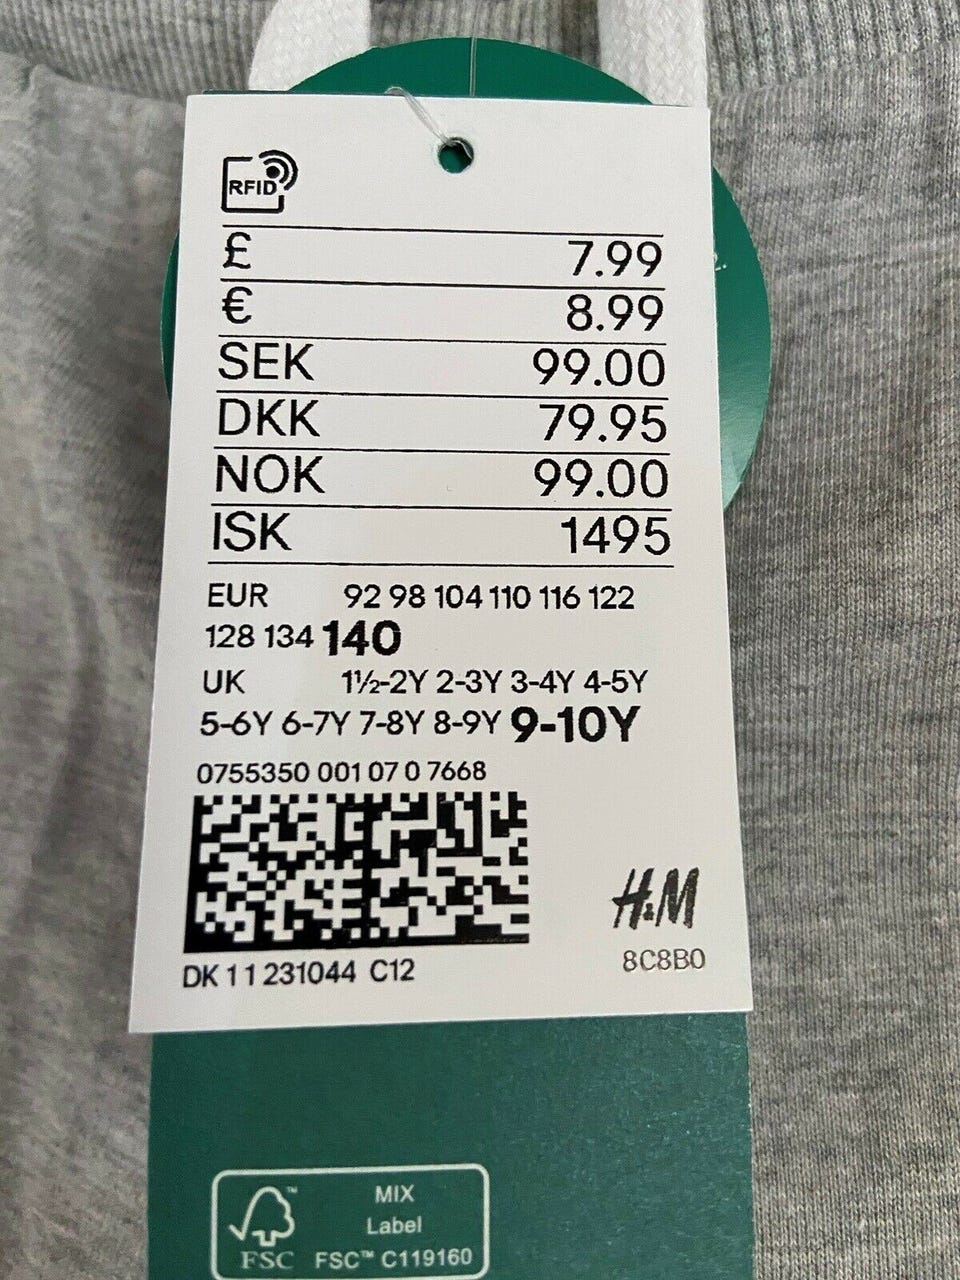 RFID
£ 7.99
€ 8.99
SEK 99.00
DKK 79.95
NOK 99.00
ISK 1495
EUR 92 98 104 110 116 122
128 134 140
UK 1½-2Y 2-3Y 3-4Y 4-5Y
5-6Y 6-7Y 7-8Y 8-9Y 9-10Y
0755350 001 07 0 7668
H&M
8C8B0
DK 1 1 231044 C12
MIX
Label
FSC™ C119160
™
FSC